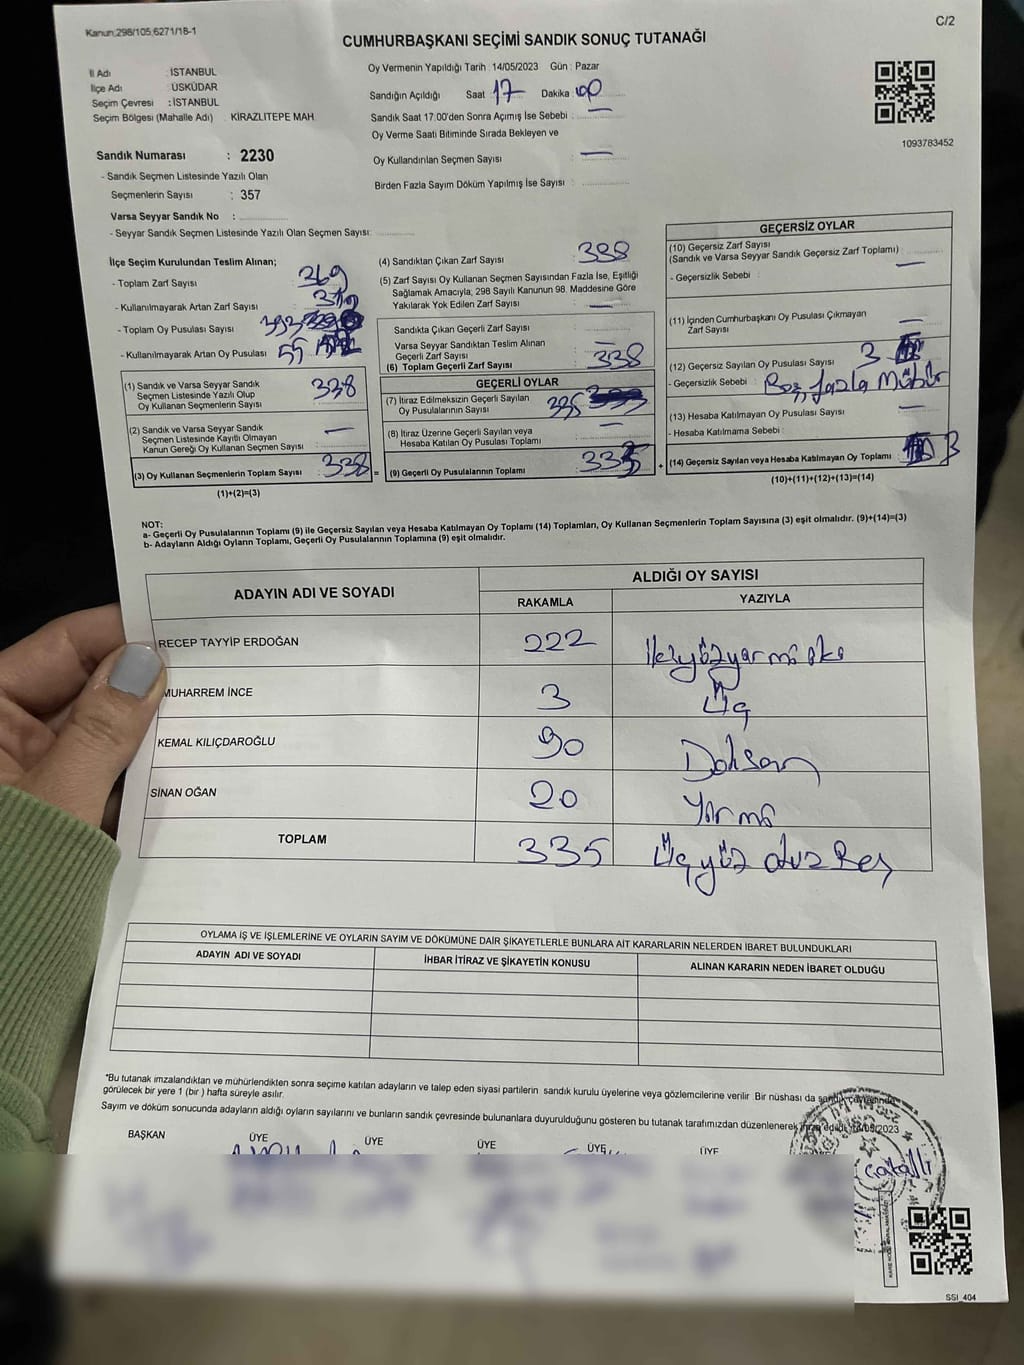 Kanun:298/105,6271/18-1
C/2
CUMHURBAŞKANI SEÇİMİ SANDIK SONUÇ TUTANAĞI
İl Adı : İSTANBUL
İlçe Adı : ÜSKÜDAR
Seçim Çevresi : İSTANBUL
Seçim Bölgesi (Mahalle Adı) : KİRAZLITEPE MAH.
Oy Vermenin Yapıldığı Tarih : 14/05/2023 Gün : Pazar
Sandığın Açıldığı Saat 17 Dakika 00
Sandık Saat 17.00'den Sonra Açımış İse Sebebi : —
Oy Verme Saati Bitiminde Sırada Bekleyen ve
Oy Kullandırılan Seçmen Sayısı : —
Birden Fazla Sayım Döküm Yapılmış İse Sayısı :
1093783452
Sandık Numarası : 2230
- Sandık Seçmen Listesinde Yazılı Olan
Seçmenlerin Sayısı : 357
Varsa Seyyar Sandık No :
- Seyyar Sandık Seçmen Listesinde Yazılı Olan Seçmen Sayısı:
İlçe Seçim Kurulundan Teslim Alınan;
- Toplam Zarf Sayısı : 369
- Kullanılmayarak Artan Zarf Sayısı :
- Toplam Oy Pusulası Sayısı : 393
- Kullanılmayarak Artan Oy Pusulası : 55
(1) Sandık ve Varsa Seyyar Sandık
Seçmen Listesinde Yazılı Olup
Oy Kullanan Seçmenlerin Sayısı : 338
(2) Sandık ve Varsa Seyyar Sandık
Seçmen Listesinde Kayıtlı Olmayan
Kanun Gereği Oy Kullanan Seçmen Sayısı : —
(3) Oy Kullanan Seçmenlerin Toplam Sayısı : 338
(1)+(2)=(3)
(4) Sandıktan Çıkan Zarf Sayısı : 338
(5) Zarf Sayısı Oy Kullanan Seçmen Sayısından Fazla İse, Eşitliği
Sağlamak Amacıyla, 298 Sayılı Kanunun 98. Maddesine Göre
Yakılarak Yok Edilen Zarf Sayısı : —
Sandıkta Çıkan Geçerli Zarf Sayısı :
Varsa Seyyar Sandıktan Teslim Alınan
Geçerli Zarf Sayısı : —
(6) Toplam Geçerli Zarf Sayısı : 338
GEÇERLİ OYLAR
(7) İtiraz Edilmeksizin Geçerli Sayılan
Oy Pusulalarının Sayısı : 335
(8) İtiraz Üzerine Geçerli Sayılan veya
Hesaba Katılan Oy Pusulası Toplamı : —
= (9) Geçerli Oy Pusulalarının Toplamı : 335
GEÇERSİZ OYLAR
(10) Geçersiz Zarf Sayısı
(Sandık ve Varsa Seyyar Sandık Geçersiz Zarf Toplamı) : —
- Geçersizlik Sebebi :
(11) İçinden Cumhurbaşkanı Oy Pusulası Çıkmayan
Zarf Sayısı : —
(12) Geçersiz Sayılan Oy Pusulası Sayısı : 3
- Geçersizlik Sebebi : Boş, fazla Mühür
(13) Hesaba Katılmayan Oy Pusulası Sayısı : —
- Hesaba Katılmama Sebebi :
+ (14) Geçersiz Sayılan veya Hesaba Katılmayan Oy Toplamı : 3
(10)+(11)+(12)+(13)=(14)
NOT:
a- Geçerli Oy Pusulalarının Toplamı (9) ile Geçersiz Sayılan veya Hesaba Katılmayan Oy Toplamı (14) Toplamları, Oy Kullanan Seçmenlerin Toplam Sayısına (3) eşit olmalıdır. (9)+(14)=(3)
b- Adayların Aldığı Oyların Toplamı, Geçerli Oy Pusulalarının Toplamına (9) eşit olmalıdır.
ADAYIN ADI VE SOYADI
ALDIĞI OY SAYISI
RAKAMLA YAZIYLA
RECEP TAYYİP ERDOĞAN 222 ikiyüzyirmi iki
MUHARREM İNCE 3 Üç
KEMAL KILIÇDAROĞLU 90 Doksan
SİNAN OĞAN 20 Yirmi
TOPLAM 335 Üçyüz otuz Beş
OYLAMA İŞ VE İŞLEMLERİNE VE OYLARIN SAYIM VE DÖKÜMÜNE DAİR ŞİKAYETLERLE BUNLARA AİT KARARLARIN NELERDEN İBARET BULUNDUKLARI
ADAYIN ADI VE SOYADI İHBAR İTİRAZ VE ŞİKAYETİN KONUSU ALINAN KARARIN NEDEN İBARET OLDUĞU
*Bu tutanak imzalandıktan ve mühürlendikten sonra seçime katılan adayların ve talep eden siyasi partilerin sandık kurulu üyelerine veya gözlemcilerine verilir. Bir nüshası da sandık çevresinde
görülecek bir yere 1 (bir ) hafta süreyle asılır.
Sayım ve döküm sonucunda adayların aldığı oyların sayılarını ve bunların sandık çevresinde bulunanlara duyurulduğunu gösteren bu tutanak tarafımızdan düzenlenerek imza edildi.
BAŞKAN ÜYE ÜYE ÜYE ÜYE ÜYE
SSİ_404